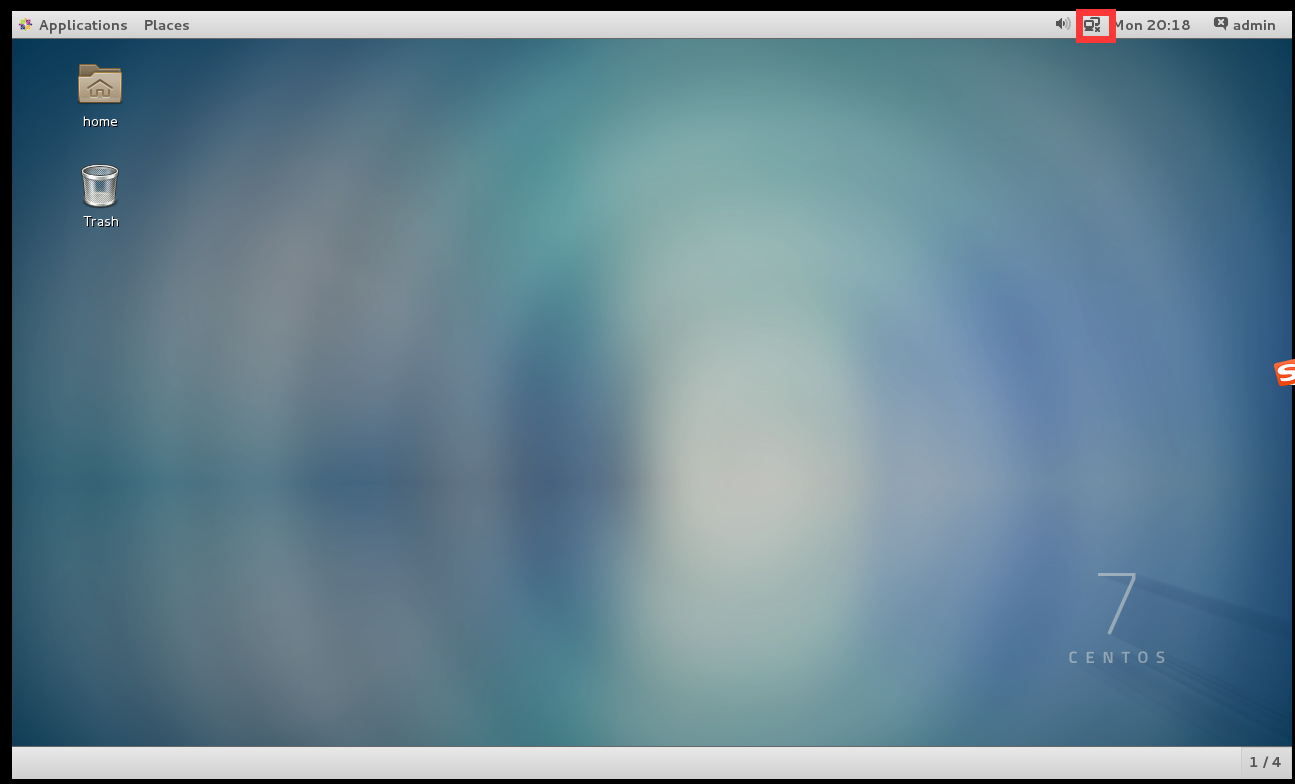 Applications Places Mon 20:18 admin
home
Trash
7
CENTOS
1 / 4